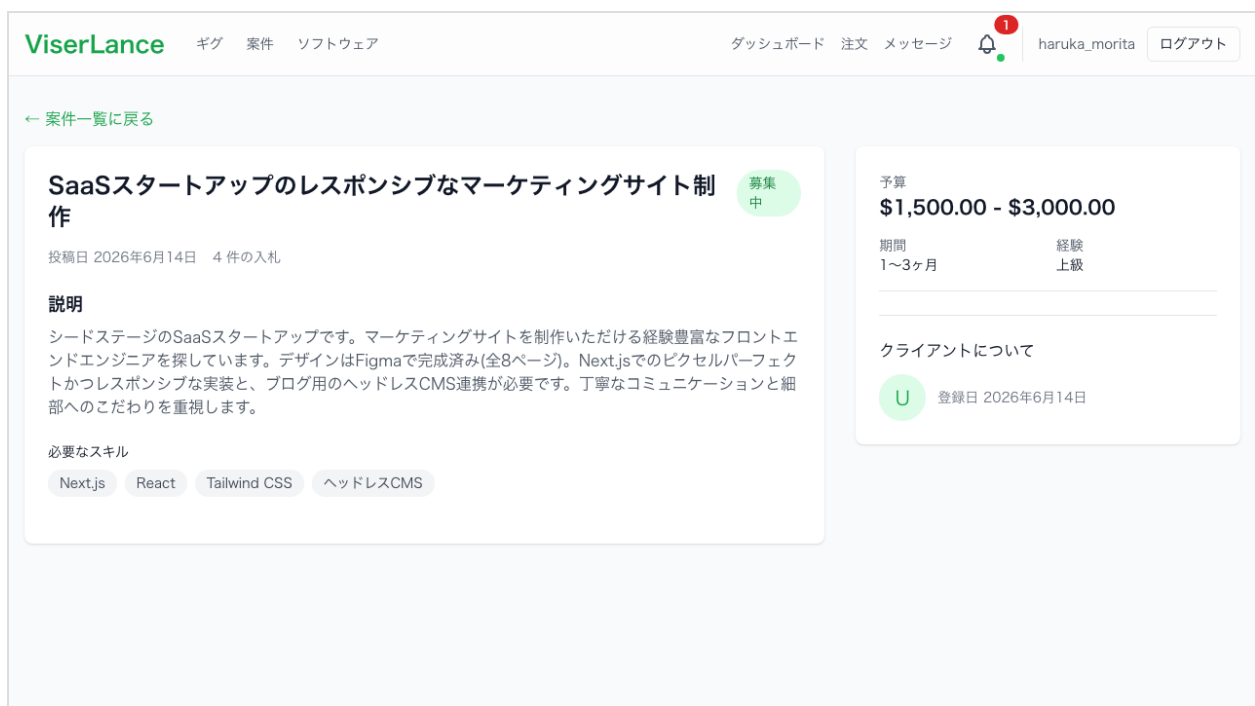 ViserLance ギグ 案件 ソフトウェア ダッシュボード 注文 メッセージ 1 haruka_morita ログアウト
← 案件一覧に戻る
SaaSスタートアップのレスポンシブなマーケティングサイト制
作
募集
中
投稿日 2026年6月14日 4 件の入札
説明
シードステージのSaaSスタートアップです。マーケティングサイトを制作いただける経験豊富なフロントエ
ンドエンジニアを探しています。デザインはFigmaで完成済み(全8ページ)。Next.jsでのピクセルパーフェク
トかつレスポンシブな実装と、ブログ用のヘッドレスCMS連携が必要です。丁寧なコミュニケーションと細
部へのこだわりを重視します。
必要なスキル
Next.js React Tailwind CSS ヘッドレスCMS
予算
$1,500.00 - $3,000.00
期間 経験
1〜3ヶ月 上級
クライアントについて
U 登録日 2026年6月14日